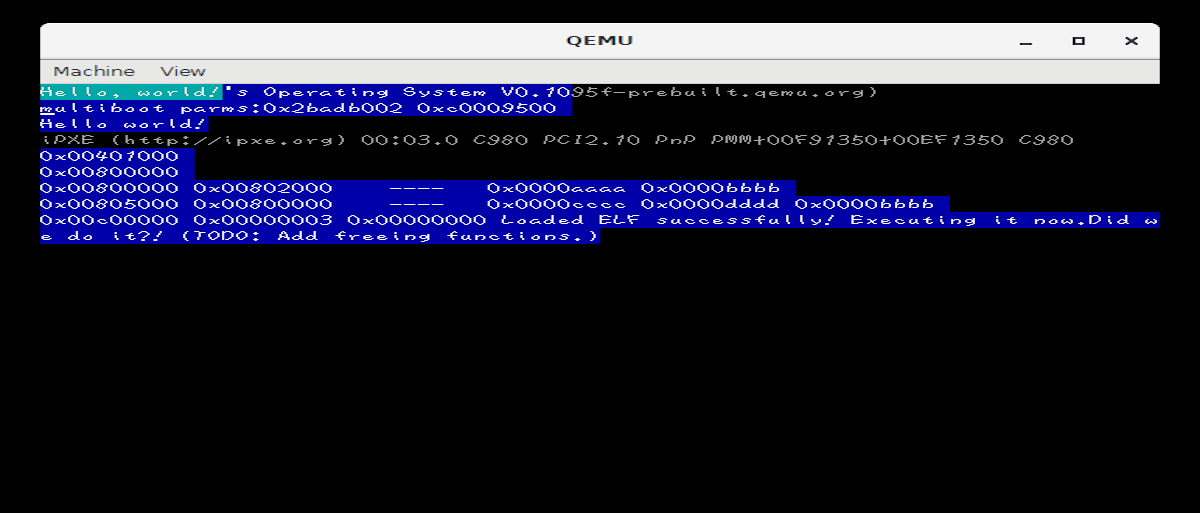 QEMU
Machine View
Hello, world!'s Operating System V0.1095f-prebuilt.qemu.org)
multiboot parms:0x2badb002 0xc0009500
Hello world!
iPXE (http://ipxe.org) 00:03.0 C980 PCI2.10 PnP PMM+00F91350+00EF1350 C980
0x00401000
0x00800000
0x00800000 0x00802000    ----    0x0000aaaa 0x0000bbbb
0x00805000 0x00800000    ----    0x0000cccc 0x0000dddd 0x0000bbbb
0x00c00000 0x00000003 0x00000000 Loaded ELF successfully! Executing it now.Did w
e do it?! (TODO: Add freeing functions.)